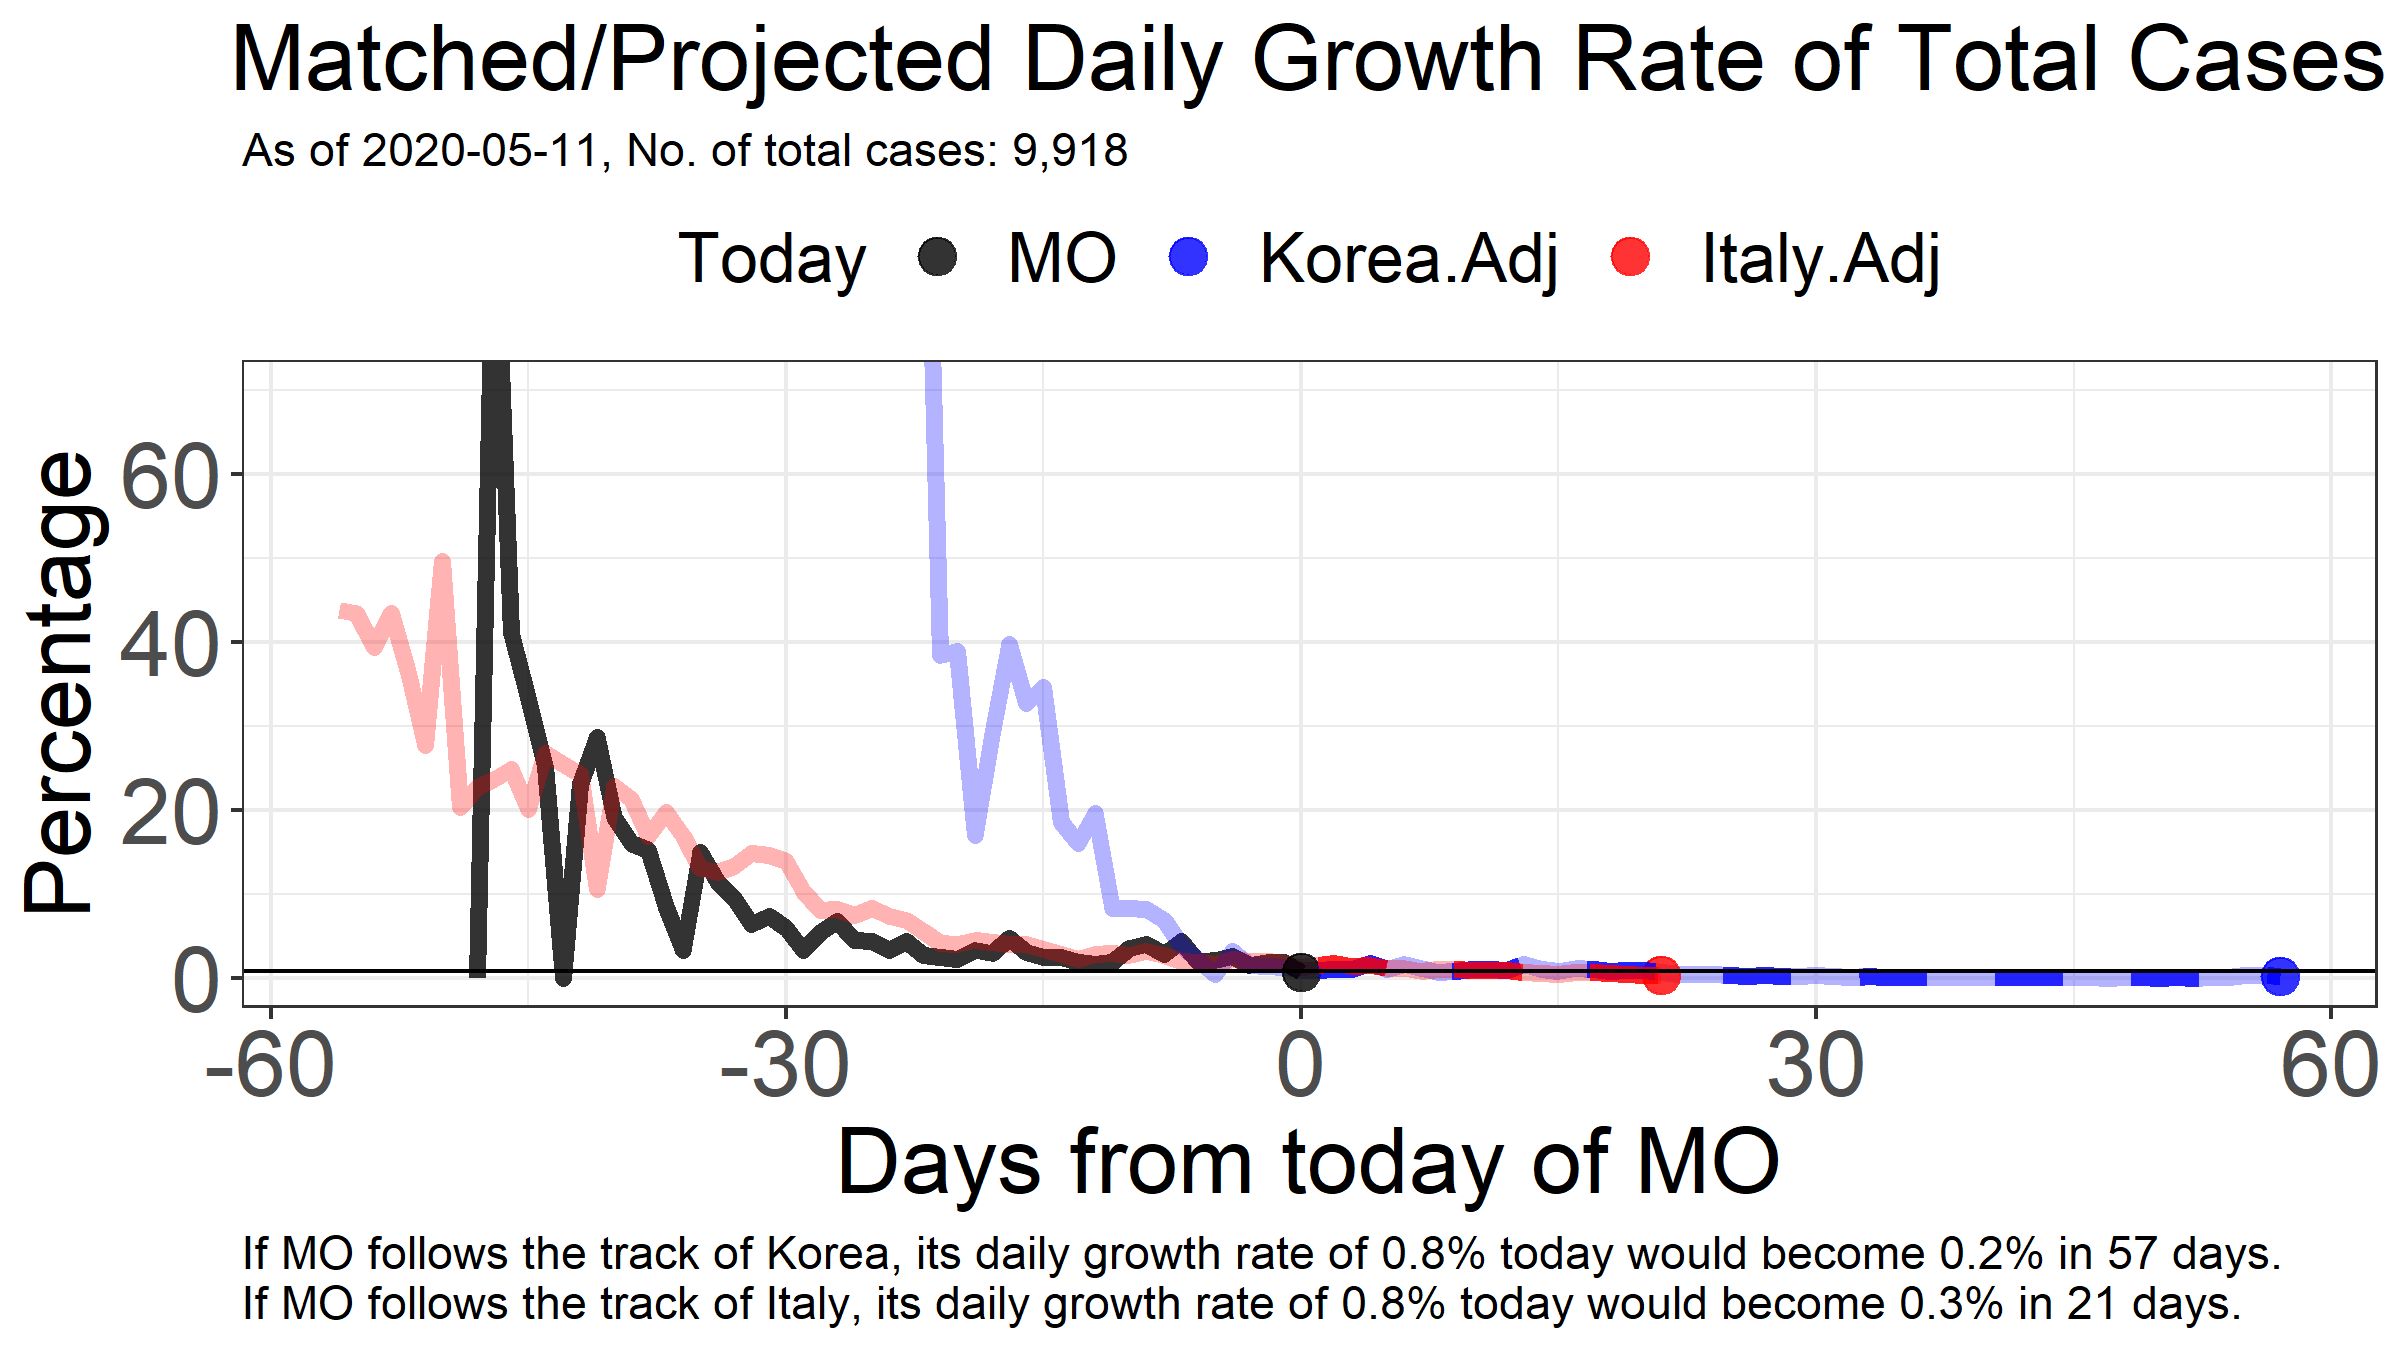 Matched/Projected Daily Growth Rate of Total Cases
As of 2020-05-11, No. of total cases: 9,918
Today MO Korea.Adj Italy.Adj
Percentage
60
40
20
0
-60 -30 0 30 60
Days from today of MO
If MO follows the track of Korea, its daily growth rate of 0.8% today would become 0.2% in 57 days.
If MO follows the track of Italy, its daily growth rate of 0.8% today would become 0.3% in 21 days.